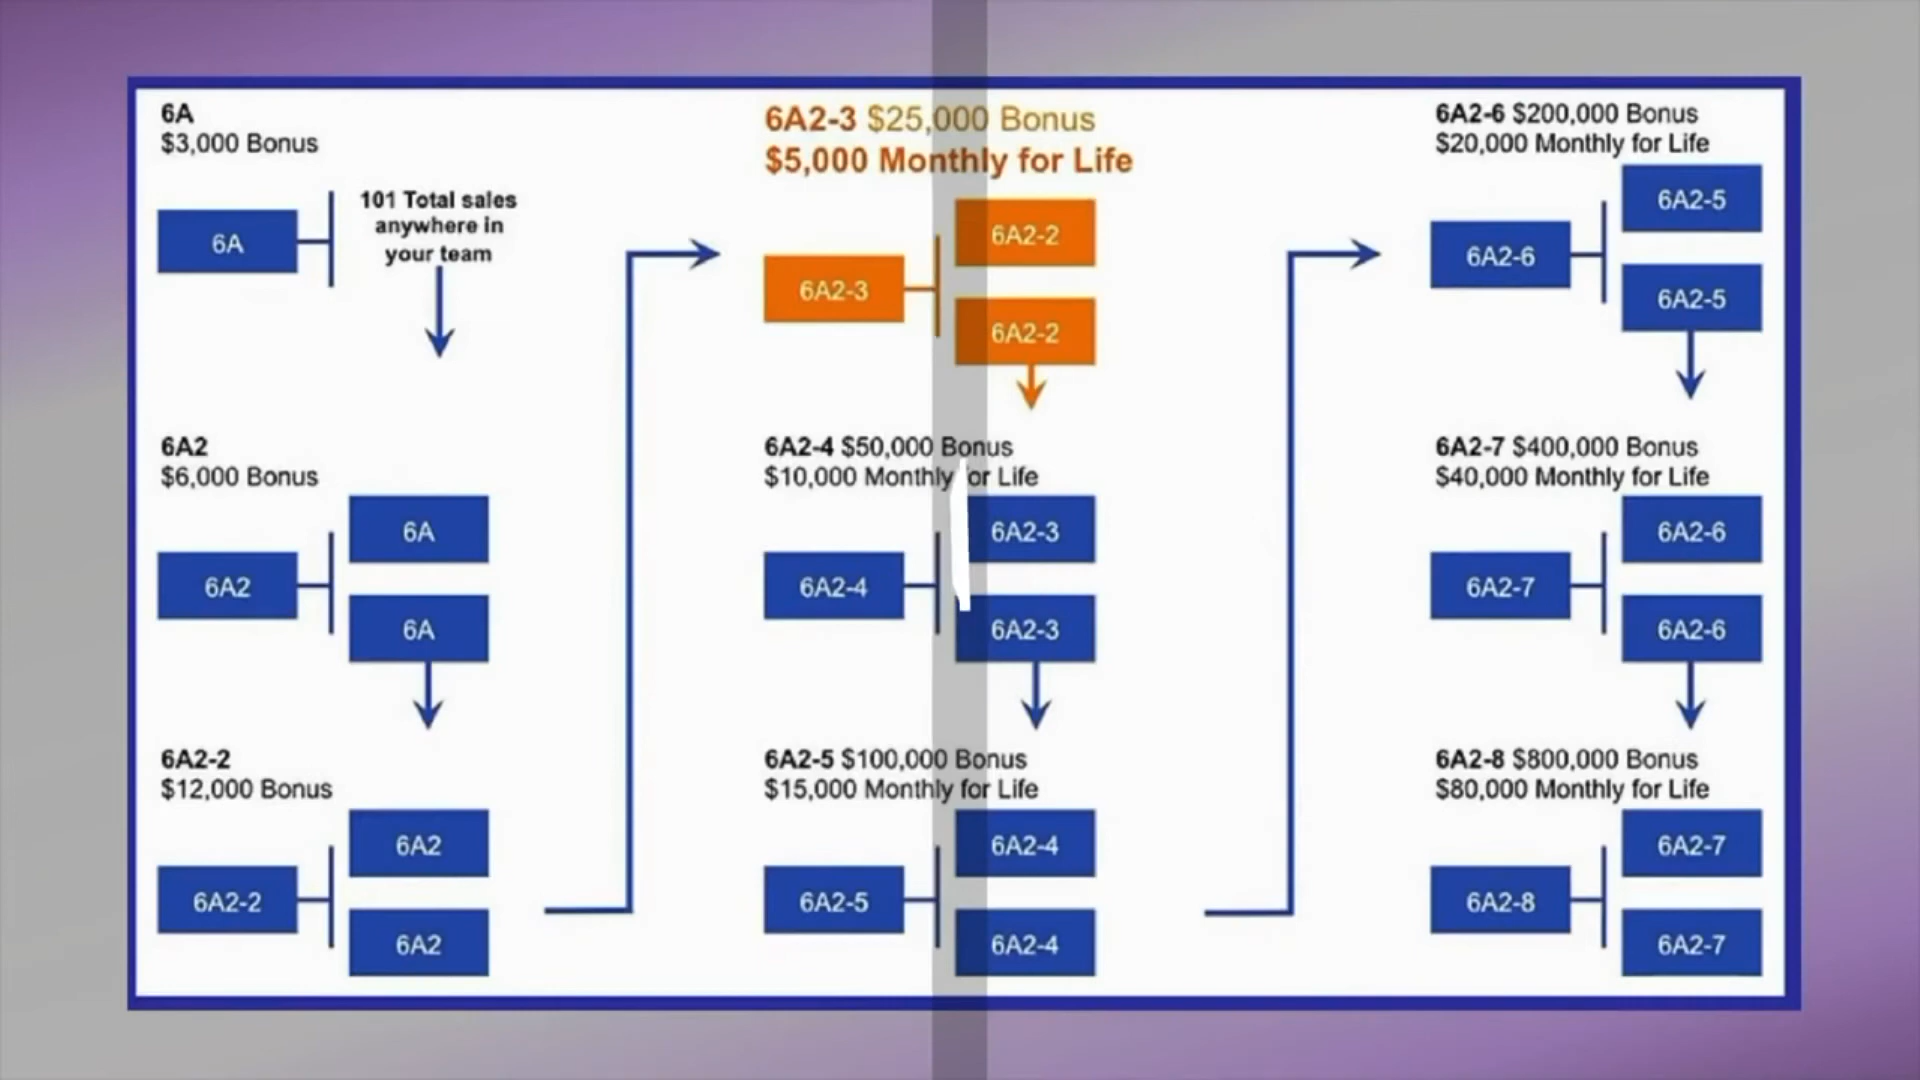 6A
$3,000 Bonus
6A
101 Total sales
anywhere in
your team
6A2
$6,000 Bonus
6A2
6A
6A
6A2-2
$12,000 Bonus
6A2-2
6A2
6A2
6A2-3 $25,000 Bonus
$5,000 Monthly for Life
6A2-3
6A2-2
6A2-2
6A2-4 $50,000 Bonus
$10,000 Monthly or Life
6A2-4
6A2-3
6A2-3
6A2-5 $100,000 Bonus
$15,000 Monthly for Life
6A2-5
6A2-4
6A2-4
6A2-6 $200,000 Bonus
$20,000 Monthly for Life
6A2-6
6A2-5
6A2-5
6A2-7 $400,000 Bonus
$40,000 Monthly for Life
6A2-7
6A2-6
6A2-6
6A2-8 $800,000 Bonus
$80,000 Monthly for Life
6A2-8
6A2-7
6A2-7